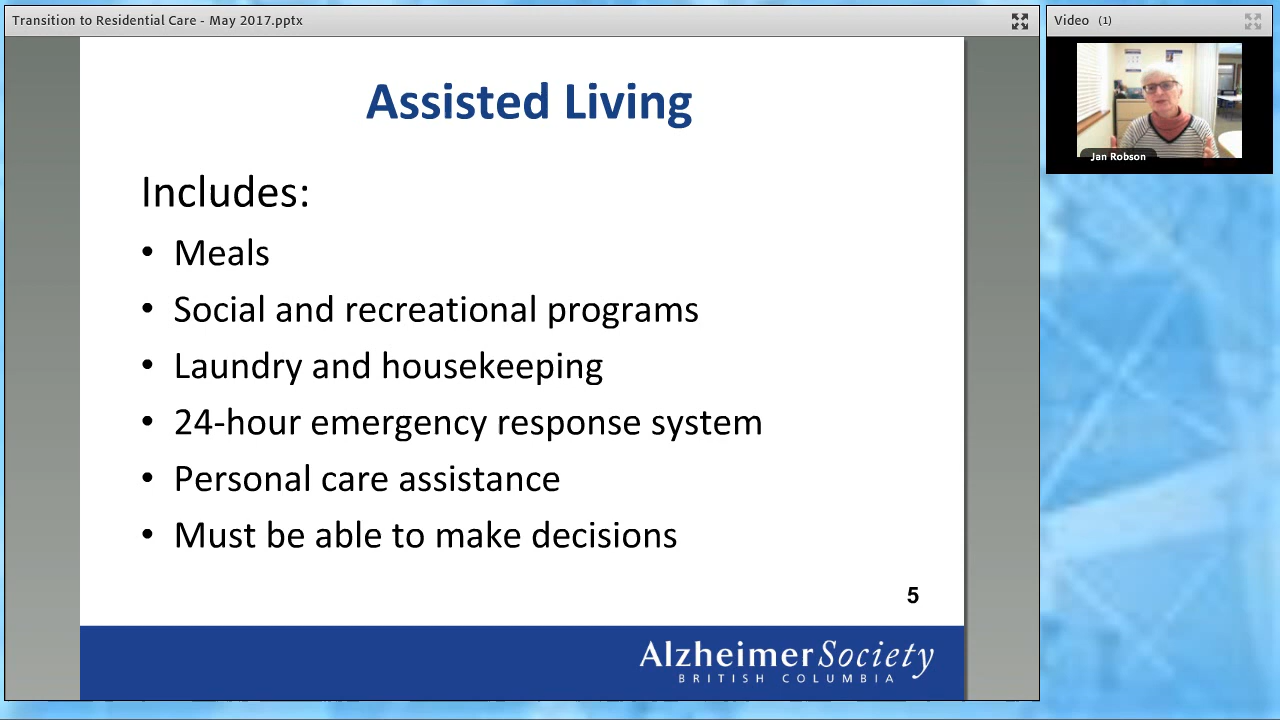 Transition to Residential Care - May 2017.pptx
Video (1)
Jan Robson
Assisted Living
Includes:
• Meals
• Social and recreational programs
• Laundry and housekeeping
• 24-hour emergency response system
• Personal care assistance
• Must be able to make decisions
5
AlzheimerSociety
BRITISH COLUMBIA